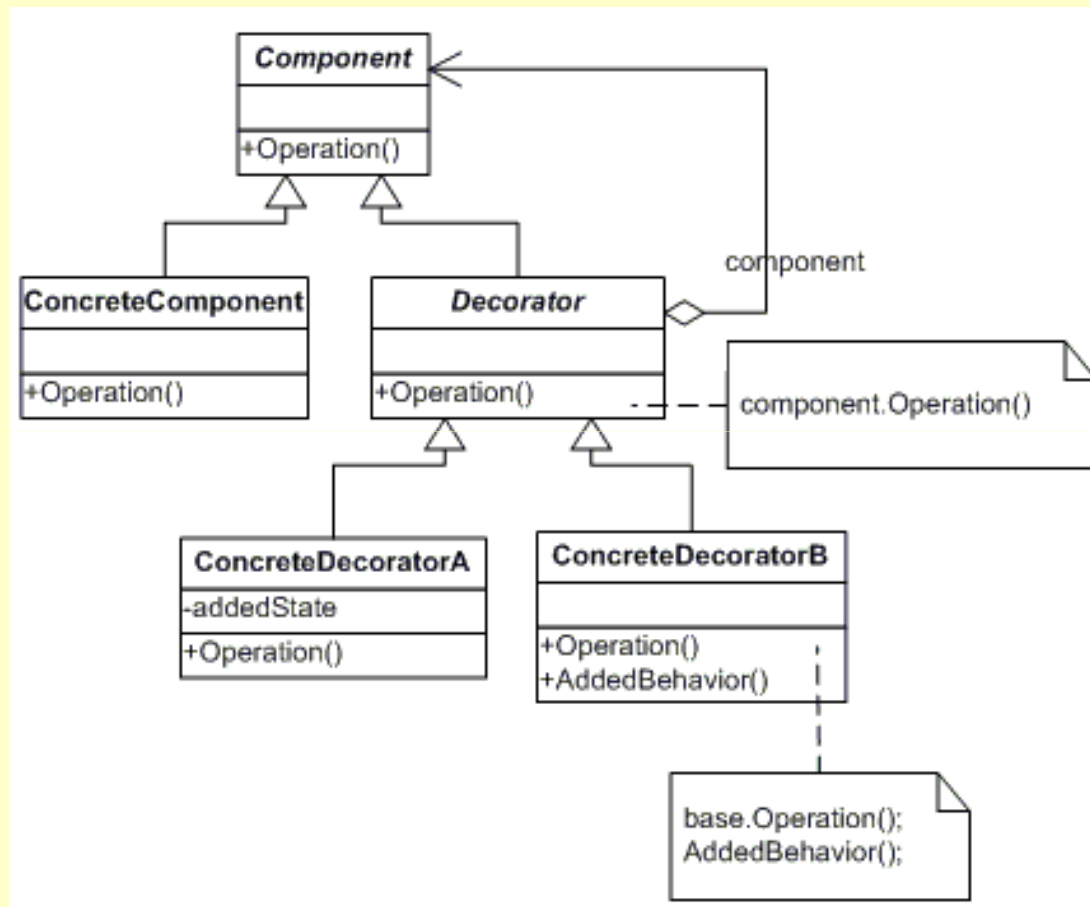 Component
+Operation()
component
ConcreteComponent
+Operation()
Decorator
+Operation()
component.Operation()
ConcreteDecoratorA
-addedState
+Operation()
ConcreteDecoratorB
+Operation()
+AddedBehavior()
base.Operation();
AddedBehavior();